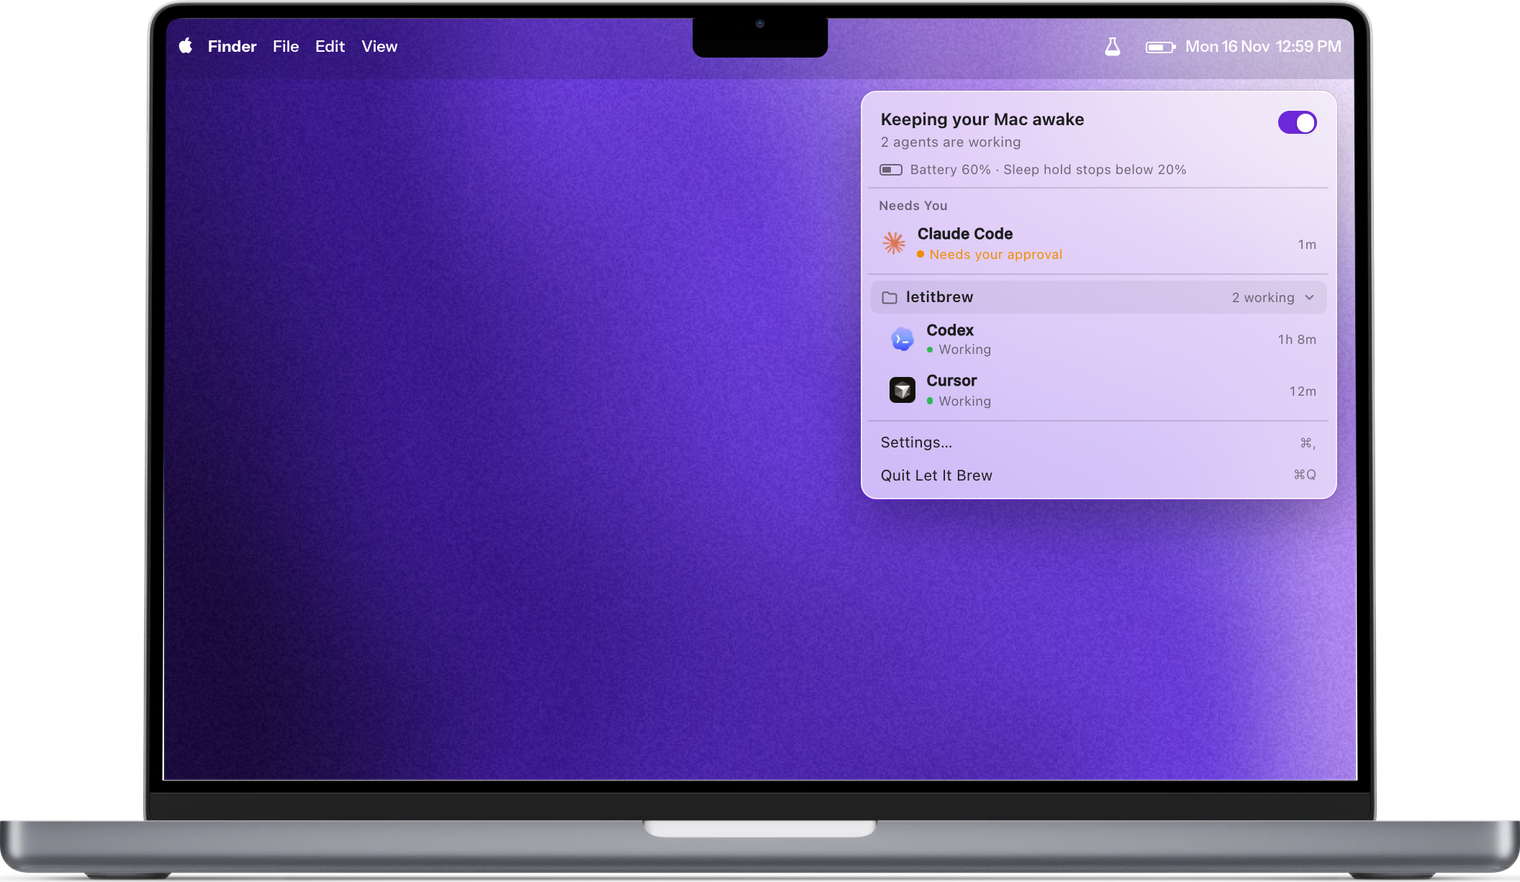 Finder File Edit View
Mon 16 Nov 12:59 PM
Keeping your Mac awake
2 agents are working
Battery 60% · Sleep hold stops below 20%
Needs You
Claude Code
1m
Needs your approval
letitbrew
2 working
Codex
1h 8m
Working
Cursor
12m
Working
Settings...
⌘,
Quit Let It Brew
⌘Q